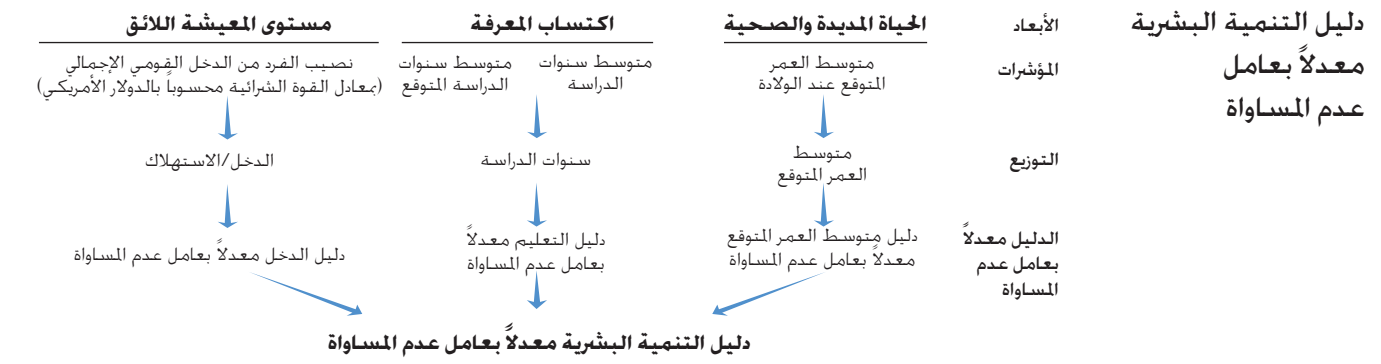 دليل التنمية البشرية
معدلاً بعامل
عدم المساواة
الأبعاد
الحياة المديدة والصحية
اكتساب المعرفة
مستوى المعيشة اللائق
المؤشرات
متوسط العمر
المتوقع عند الولادة
متوسط سنوات
الدراسة
متوسط سنوات
الدراسة المتوقع
نصيب الفرد من الدخل القومي الإجمالي
(بمعادل القوة الشرائية محسوباً بالدولار الأمريكي)
التوزيع
متوسط
العمر المتوقع
سنوات الدراسة
الدخل/الاستهلاك
الدليل معدلاً
بعامل عدم
المساواة
دليل متوسط العمر المتوقع
معدلاً بعامل عدم المساواة
دليل التعليم معدلاً
بعامل عدم المساواة
دليل الدخل معدلاً بعامل عدم المساواة
دليل التنمية البشرية معدلاً بعامل عدم المساواة